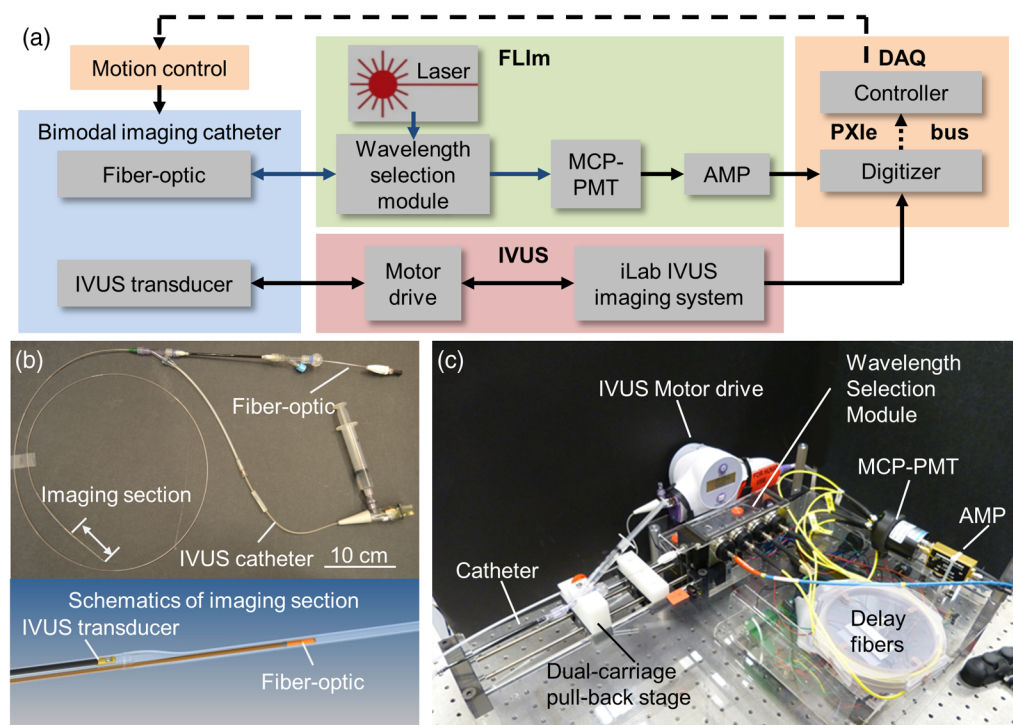 (a)
Motion control
Bimodal imaging catheter
Fiber-optic
IVUS transducer
FLIm
Laser
Wavelength
selection
module
MCP-
PMT
AMP
IVUS
Motor
drive
iLab IVUS
imaging system
DAQ
Controller
PXIe bus
Digitizer
(b)
Fiber-optic
Imaging section
IVUS catheter
10 cm
Schematics of imaging section
IVUS transducer
Fiber-optic
(c)
Wavelength
Selection
Module
IVUS Motor drive
MCP-PMT
AMP
Catheter
Delay
fibers
Dual-carriage
pull-back stage